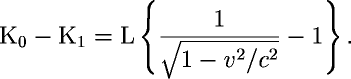 K₀ − K₁ = L { 1 / √(1 − v²/c²) − 1 } .